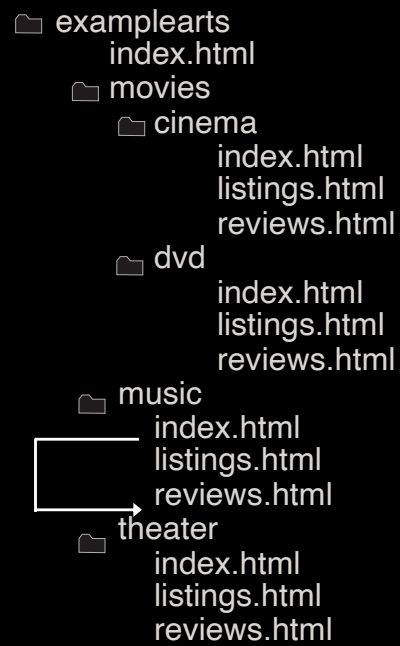 examplearts
index.html
movies
cinema
index.html
listings.html
reviews.html
dvd
index.html
listings.html
reviews.html
music
index.html
listings.html
reviews.html
theater
index.html
listings.html
reviews.html